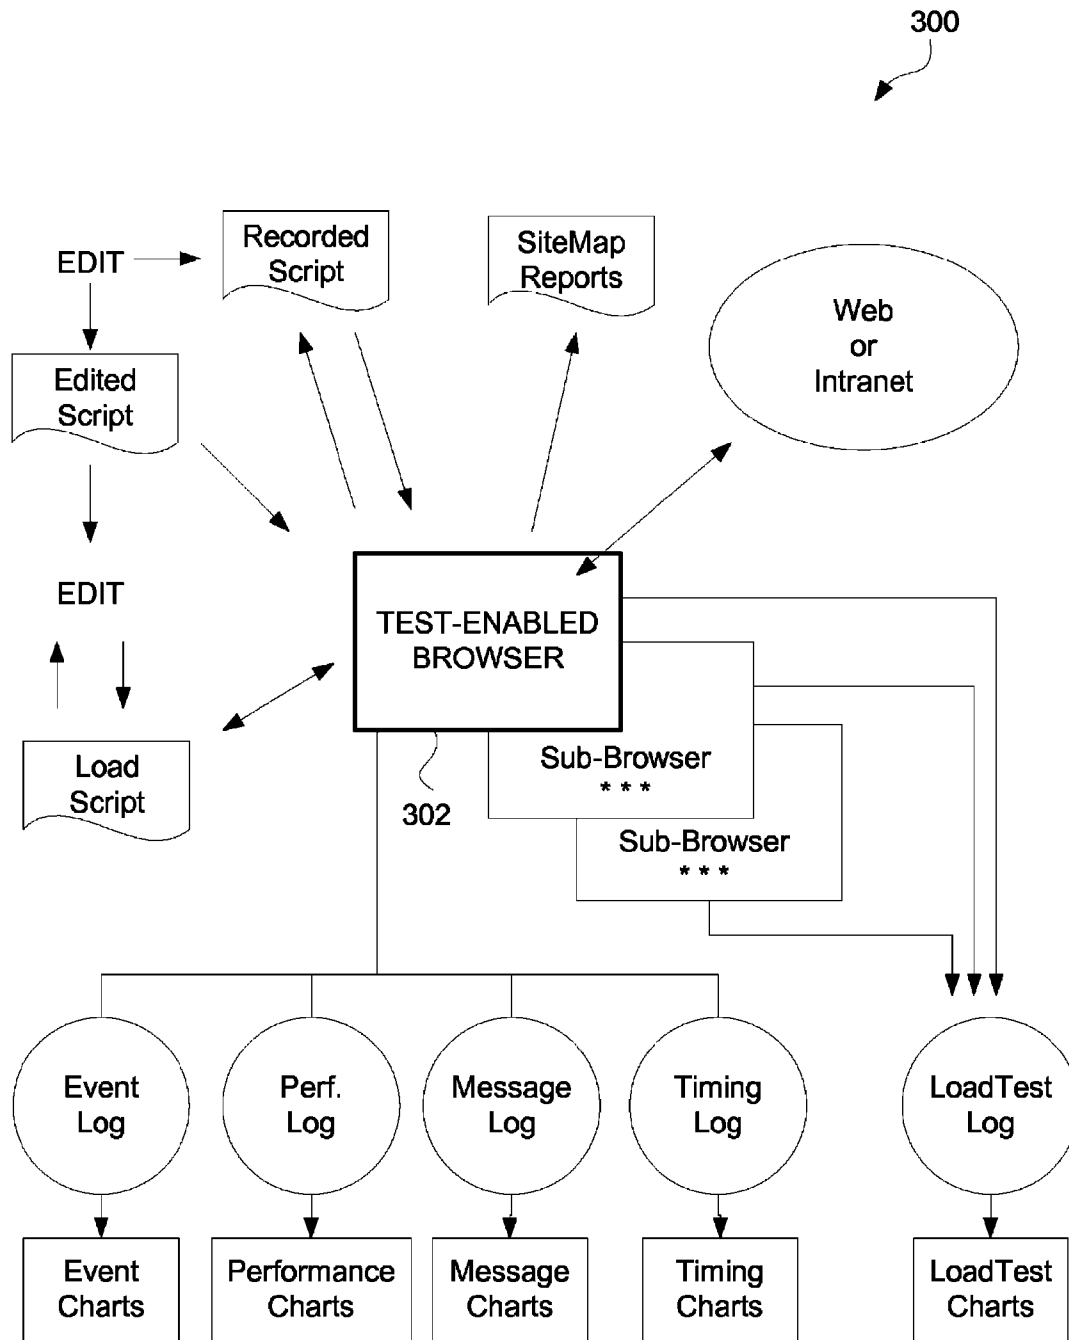 300
Recorded
Script
SiteMap
Reports
EDIT
Web
or
Intranet
Edited
Script
EDIT
TEST-ENABLED
BROWSER
Load
Script
302
Sub-Browser
* * *
Sub-Browser
* * *
Event
Log
Perf.
Log
Message
Log
Timing
Log
LoadTest
Log
Event
Charts
Performance
Charts
Message
Charts
Timing
Charts
LoadTest
Charts